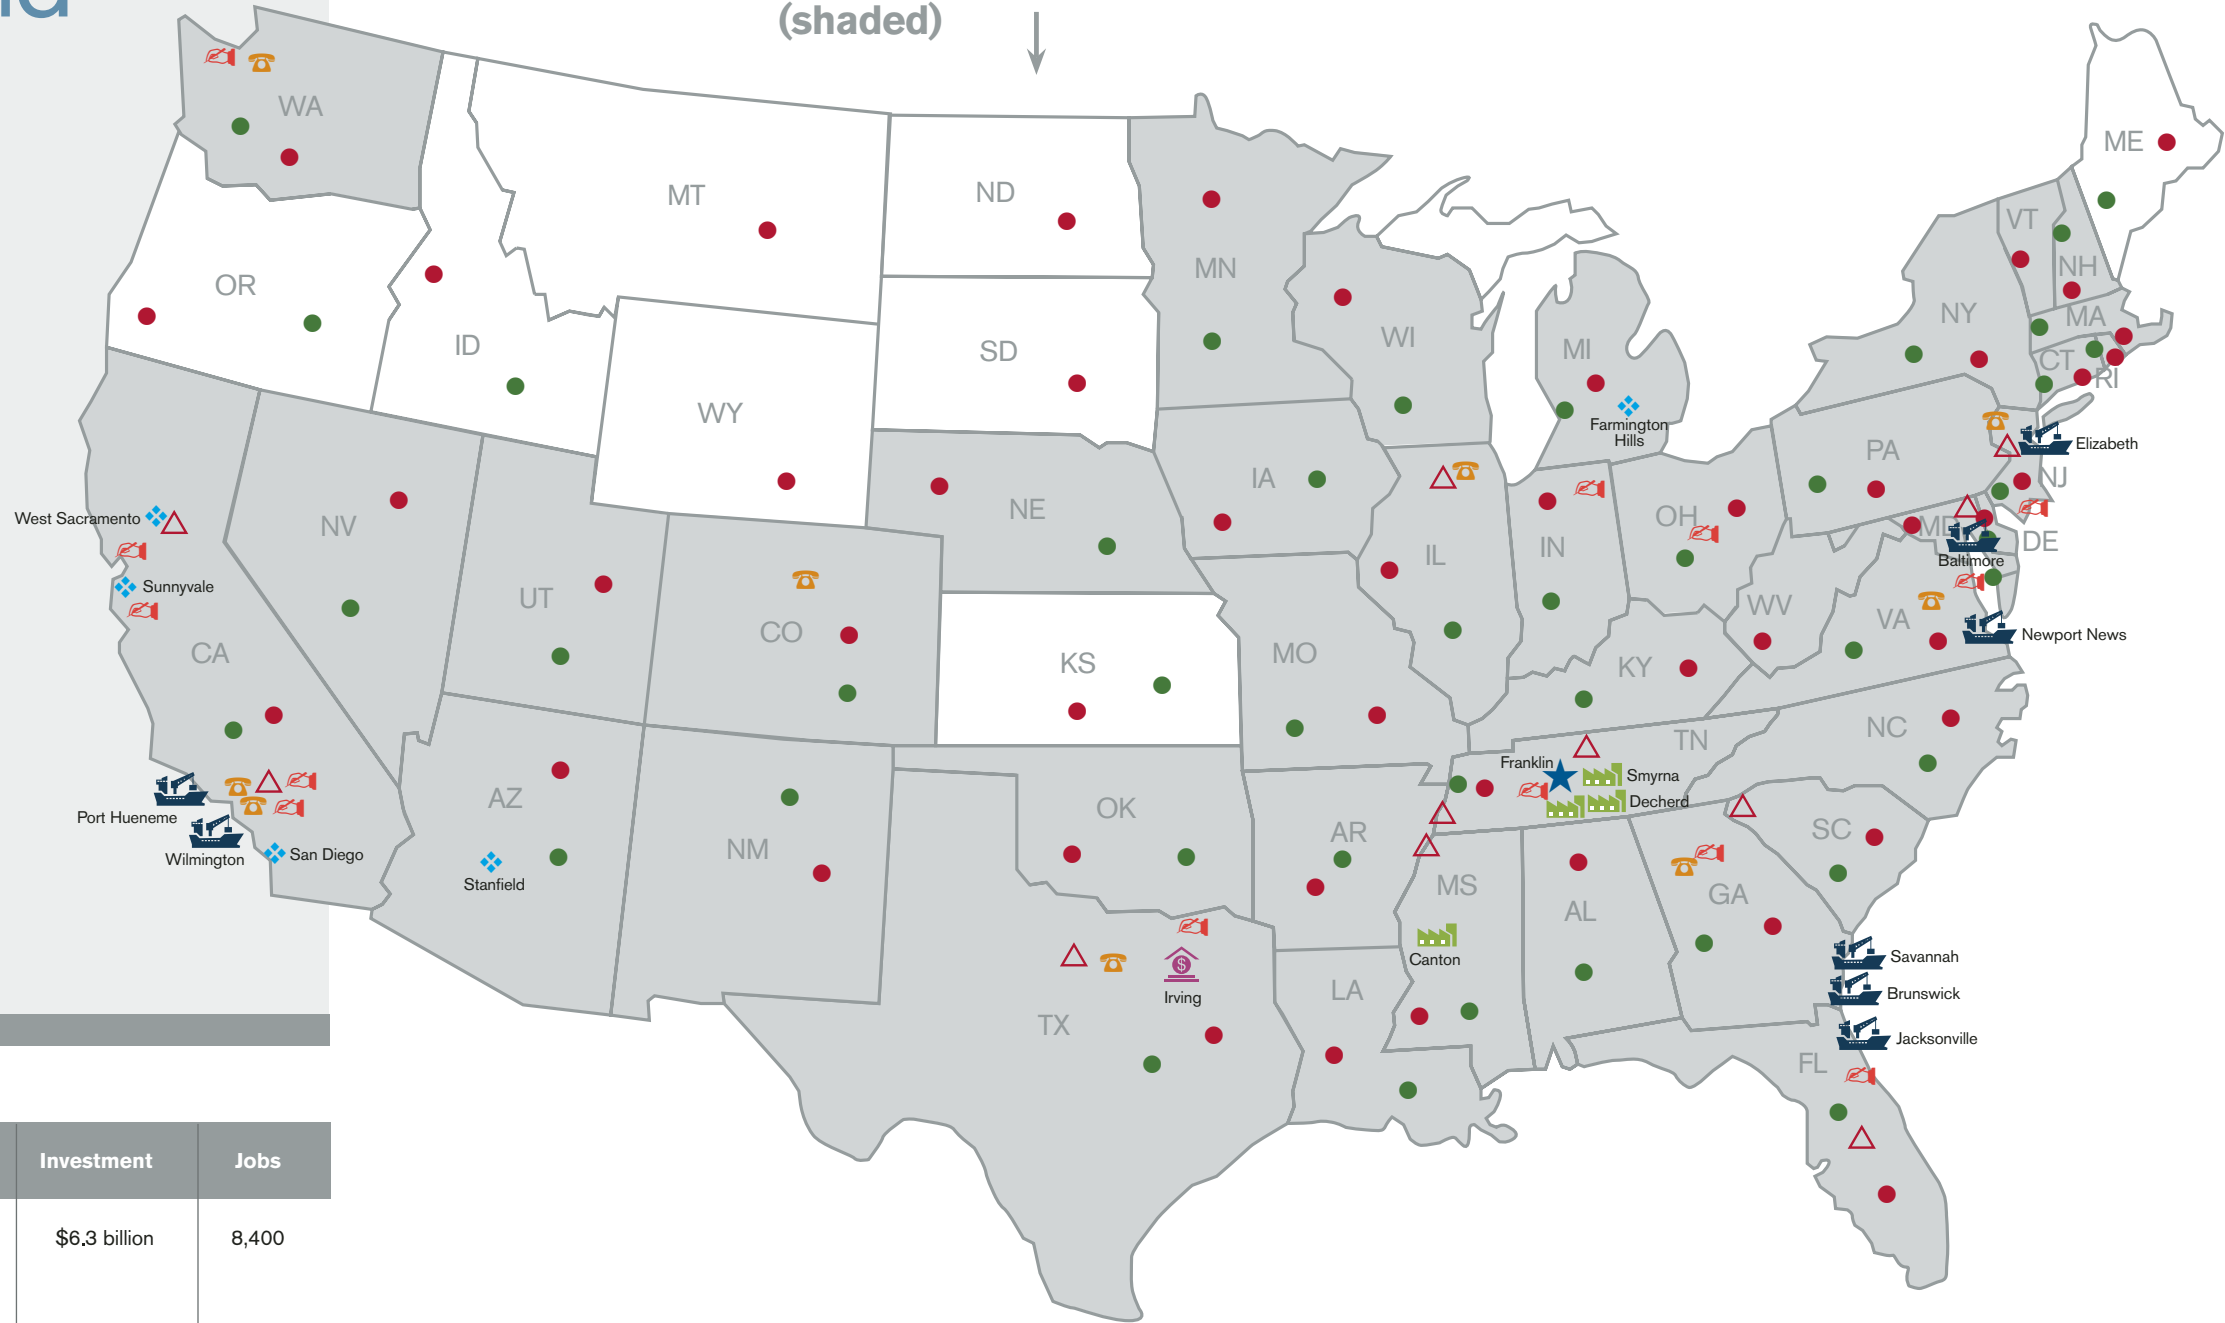 (shaded)
WA
MT
ND
ME
OR
ID
MN
VT
NH
WY
SD
WI
MI
NY
MA
CT
RI
Farmington
Hills
PA
Elizabeth
NJ
West Sacramento
NV
NE
IA
IL
IN
OH
MD
DE
Baltimore
Sunnyvale
UT
CO
KS
MO
KY
WV
VA
Newport News
CA
NC
TN
Franklin
Smyrna
Decherd
Port Hueneme
Wilmington
San Diego
AZ
Stanfield
NM
OK
AR
MS
AL
GA
SC
Canton
$
Irving
TX
LA
Savannah
Brunswick
Jacksonville
FL
Investment
Jobs
$6.3 billion
8,400